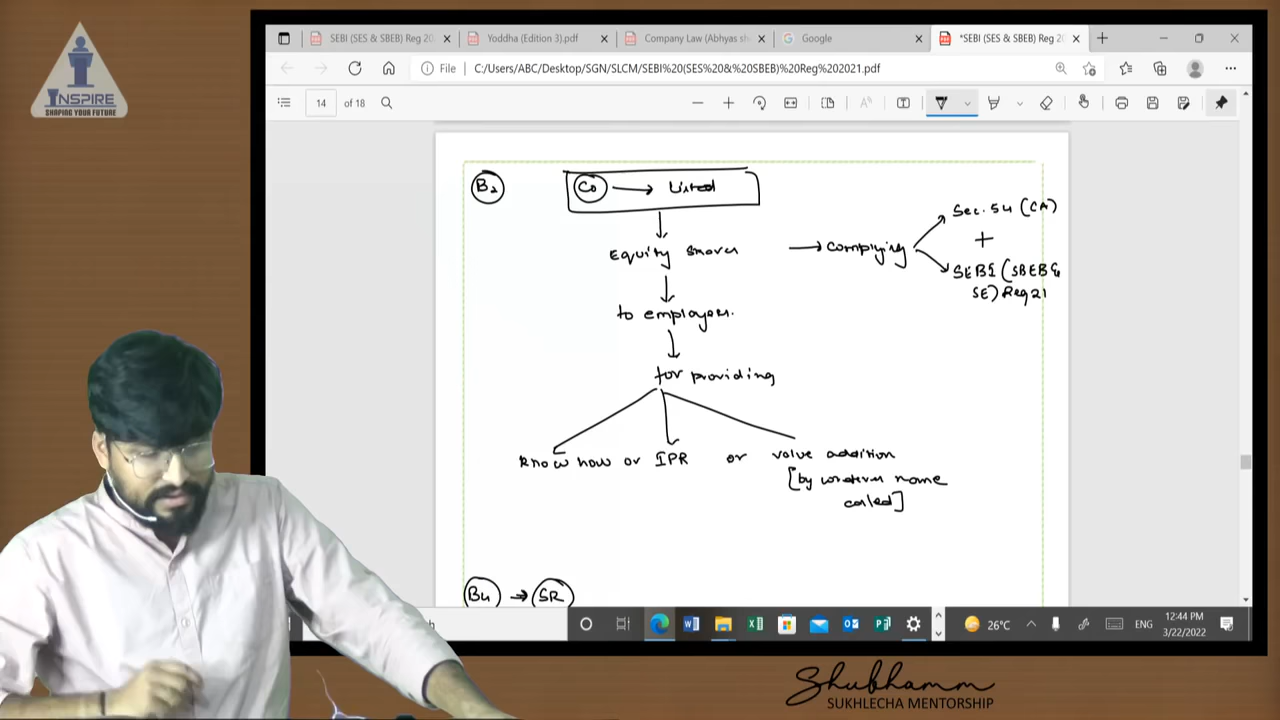 INSPIRE
SHAPING YOUR FUTURE
SEBI (SES & SBEB) Reg 20
Yoddha (Edition 3).pdf
Company Law (Abhyas sh
Google
*SEBI (SES & SBEB) Reg 2
File
C:/Users/ABC/Desktop/SGN/SLCM/SEBI%20(SES%20&%20SBEB)%20Reg%202021.pdf
14 of 18
Co → Listed
→ complying
Sec. 54 (CA)
+
SEBI (SBEB &
SE) Reg 21
Equity shares
to employees.
for providing
know how or IPR or value addition
[by whatever name
called]
B4 → SR
26°C
ENG
12:44 PM
3/22/2022
Shubhamm
SUKHLECHA MENTORSHIP